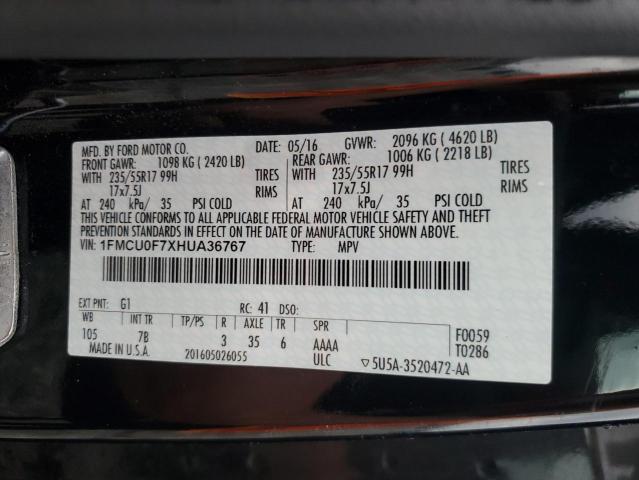 MFD. BY FORD MOTOR CO. DATE: 05/16 GVWR: 2096 KG ( 4620 LB)
FRONT GAWR: 1098 KG ( 2420 LB) REAR GAWR: 1006 KG ( 2218 LB)
WITH 235/55R17 99H TIRES WITH 235/55R17 99H TIRES
17x7.5J RIMS 17x7.5J RIMS
AT 240 kPa/ 35 PSI COLD AT 240 kPa/ 35 PSI COLD
THIS VEHICLE CONFORMS TO ALL APPLICABLE FEDERAL MOTOR VEHICLE SAFETY AND THEFT
PREVENTION STANDARDS IN EFFECT ON THE DATE OF MANUFACTURE SHOWN ABOVE.
VIN: 1FMCU0F7XHUA36767 TYPE: MPV
EXT PNT: G1 RC: 41 DSO:
WB INT TR TP/PS R AXLE TR SPR
105 7B 3 35 6 AAAA F0059
MADE IN U.S.A. 201605026055 ULC ▽5U5A-3520472-AA T0286